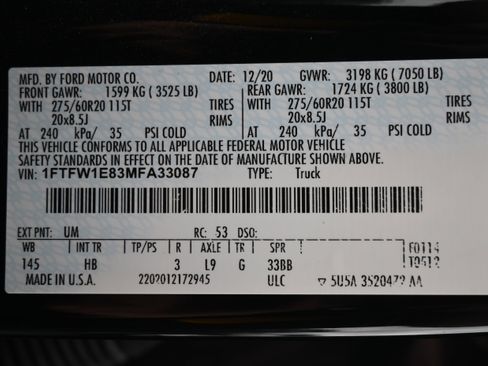 MFD. BY FORD MOTOR CO. DATE: 12/20 GVWR: 3198 KG (7050 LB)
FRONT GAWR: 1599 KG (3525 LB) REAR GAWR: 1724 KG (3800 LB)
WITH 275/60R20 115T TIRES WITH 275/60R20 115T TIRES
20x8.5J RIMS 20x8.5J RIMS
AT 240 kPa/ 35 PSI COLD AT 240 kPa/ 35 PSI COLD
THIS VEHICLE CONFORMS TO ALL APPLICABLE FEDERAL MOTOR VEHICLE
SAFETY STANDARDS IN EFFECT ON THE DATE OF MANUFACTURE SHOWN ABOVE
VIN: 1FTFW1E83MFA33087 TYPE: Truck
EXT PNT: UM RC: 53 DSO:
WB INT TR TP/PS R AXLE TR SPR F0114
145 HB 3 L9 G 33BB T0512
MADE IN U.S.A. 2202012172945 ULC ▽ 5U5A 3520472 AA